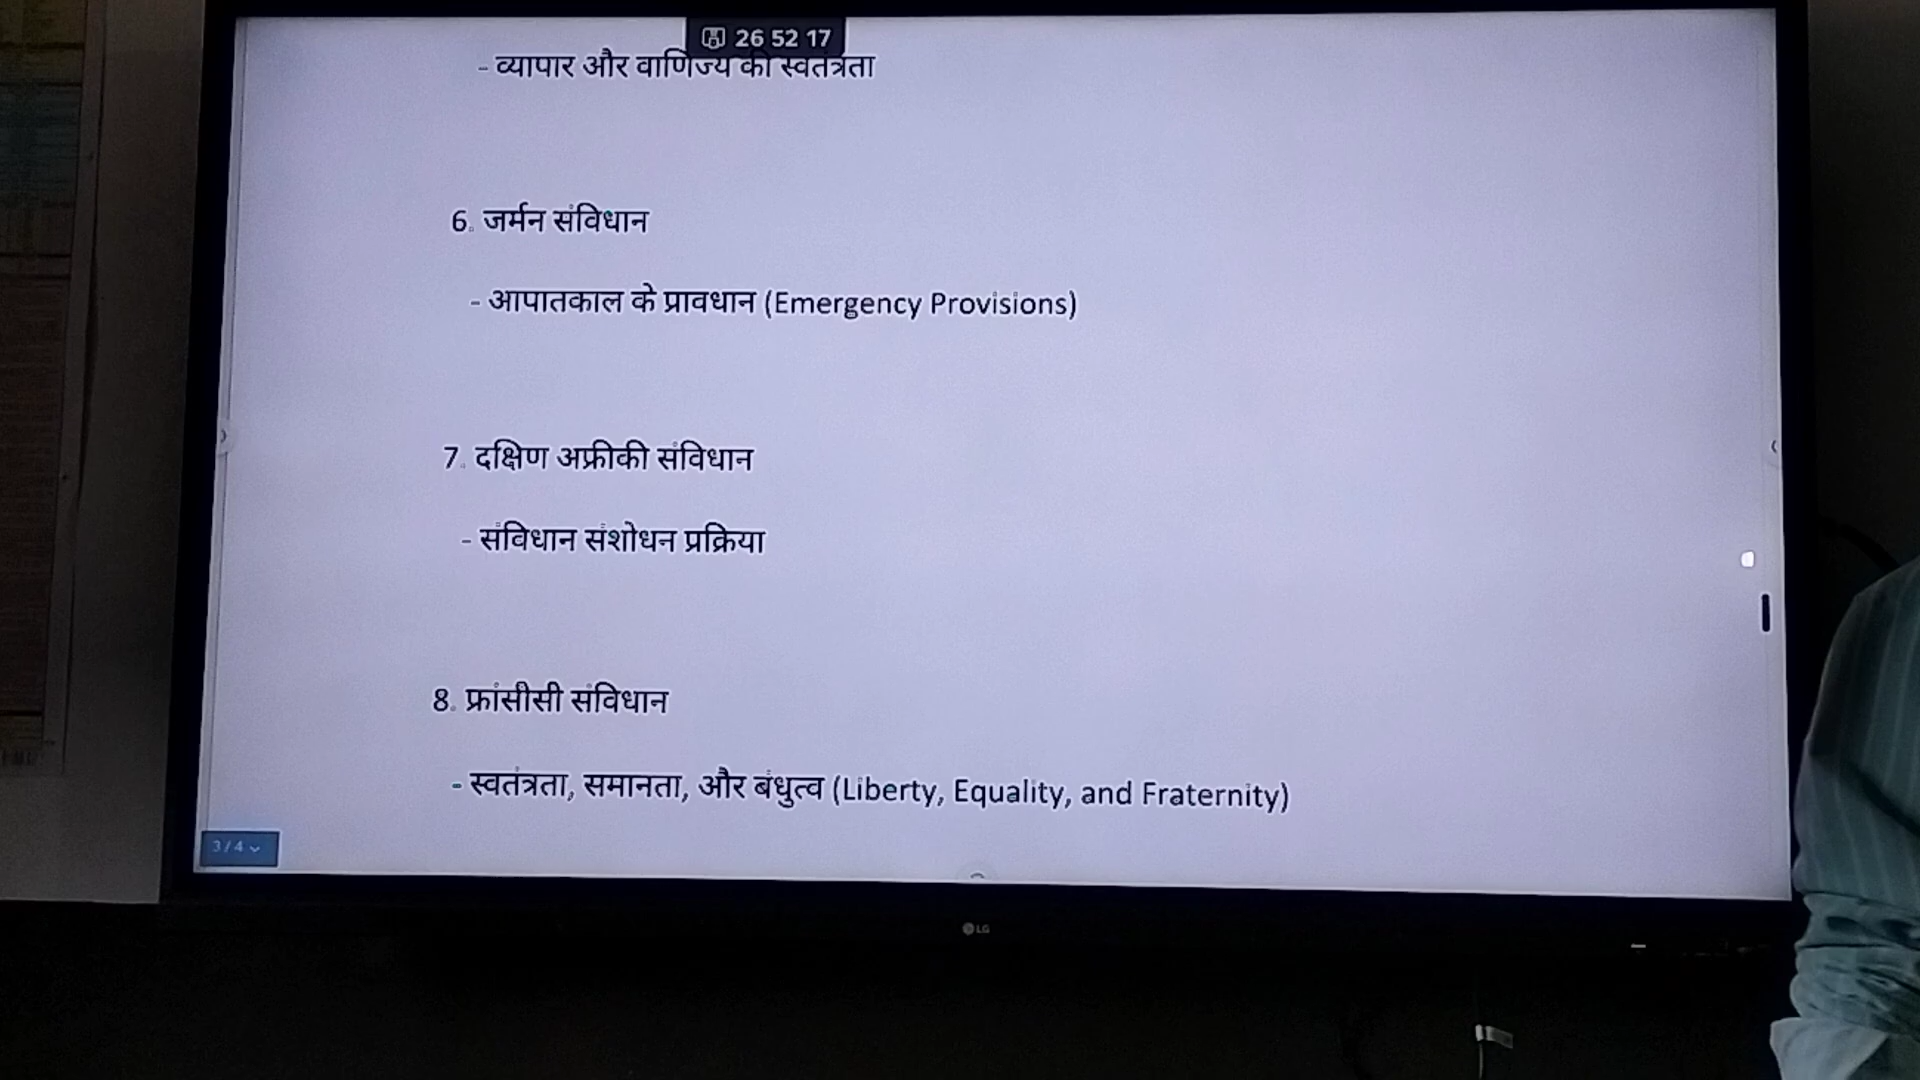 26 52 17
- व्यापार और वाणिज्य की स्वतंत्रता
6. जर्मन संविधान
- आपातकाल के प्रावधान (Emergency Provisions)
7. दक्षिण अफ्रीकी संविधान
- संविधान संशोधन प्रक्रिया
8. फ्रांसीसी संविधान
- स्वतंत्रता, समानता, और बंधुत्व (Liberty, Equality, and Fraternity)
3 / 4
LG